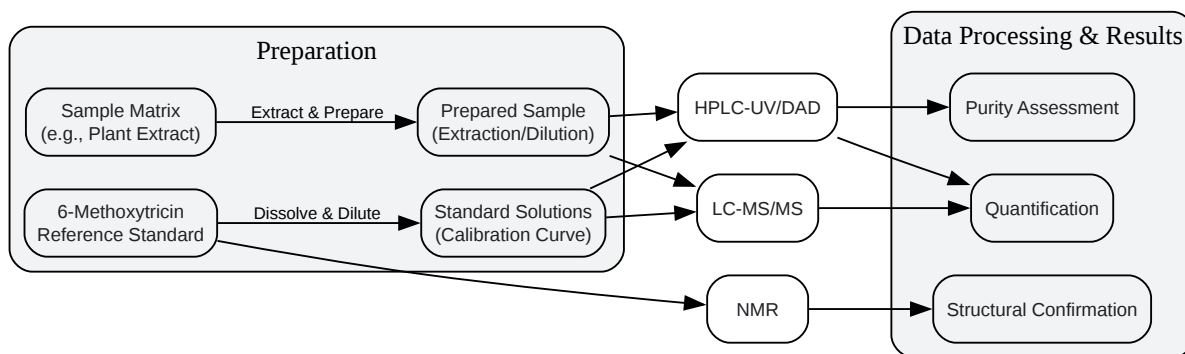 Preparation
Data Processing & Results
Sample Matrix
(e.g., Plant Extract)
Extract & Prepare
Prepared Sample
(Extraction/Dilution)
HPLC-UV/DAD
Purity Assessment
6-Methoxytricin
Reference Standard
Dissolve & Dilute
Standard Solutions
(Calibration Curve)
LC-MS/MS
Quantification
NMR
Structural Confirmation